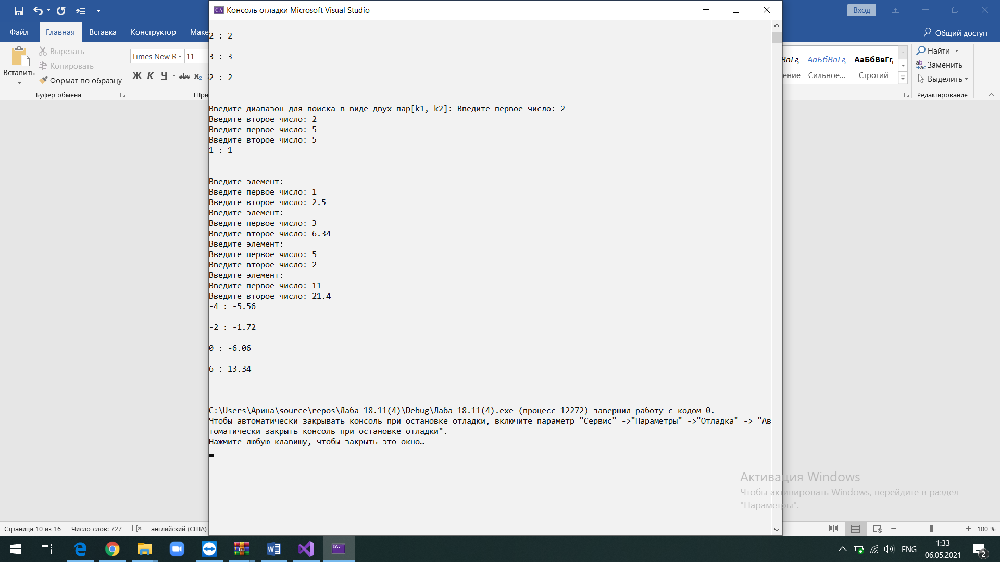 Консоль отладки Microsoft Visual Studio
Вход
Файл
Главная
Вставка
Конструктор
Общий доступ
Вставить
Вырезать
Копировать
Формат по образцу
Буфер обмена
Times New R
11
Ж К Ч abc x₂
АаБбВвГг,
АаБбВвГг,
Сильное...
Строгий
Найти
Заменить
Выделить
Редактирование
2 : 2
3 : 3
2 : 2
Введите диапазон для поиска в виде двух пар[k1, k2]: Введите первое число: 2
Введите второе число: 2
Введите первое число: 5
Введите второе число: 5
1 : 1
Введите элемент:
Введите первое число: 1
Введите второе число: 2.5
Введите элемент:
Введите первое число: 3
Введите второе число: 6.34
Введите элемент:
Введите первое число: 5
Введите второе число: 2
Введите элемент:
Введите первое число: 11
Введите второе число: 21.4
-4 : -5.56
-2 : -1.72
0 : -6.06
6 : 13.34
C:\Users\Арина\source\repos\Лаба 18.11(4)\Debug\Лаба 18.11(4).exe (процесс 12272) завершил работу с кодом 0.
Чтобы автоматически закрывать консоль при остановке отладки, включите параметр "Сервис" ->"Параметры" ->"Отладка" -> "Ав
томатически закрыть консоль при остановке отладки".
Нажмите любую клавишу, чтобы закрыть это окно…
Активация Windows
Чтобы активировать Windows, перейдите в раздел
"Параметры".
Страница 10 из 16
Число слов: 727
английский (США)
100 %
ENG
1:33
06.05.2021
2